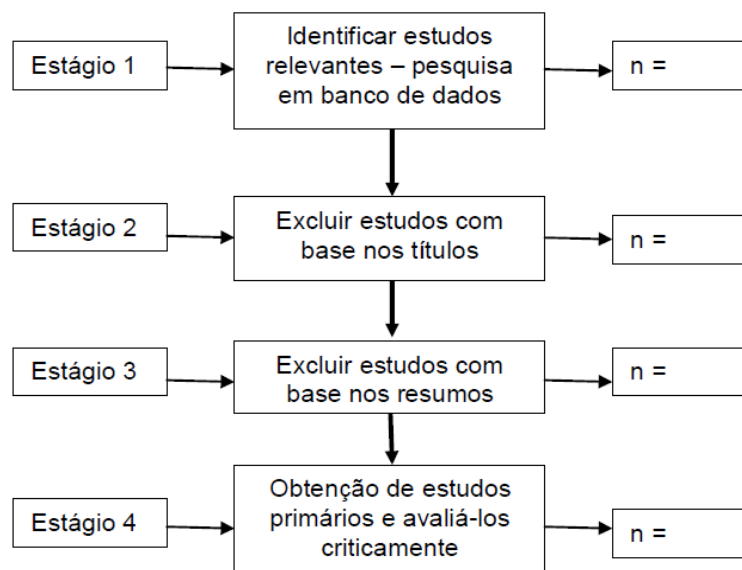 Estágio 1
Identificar estudos
relevantes – pesquisa
em banco de dados
n =
Estágio 2
Excluir estudos com
base nos títulos
n =
Estágio 3
Excluir estudos com
base nos resumos
n =
Estágio 4
Obtenção de estudos
primários e avaliá-los
criticamente
n =